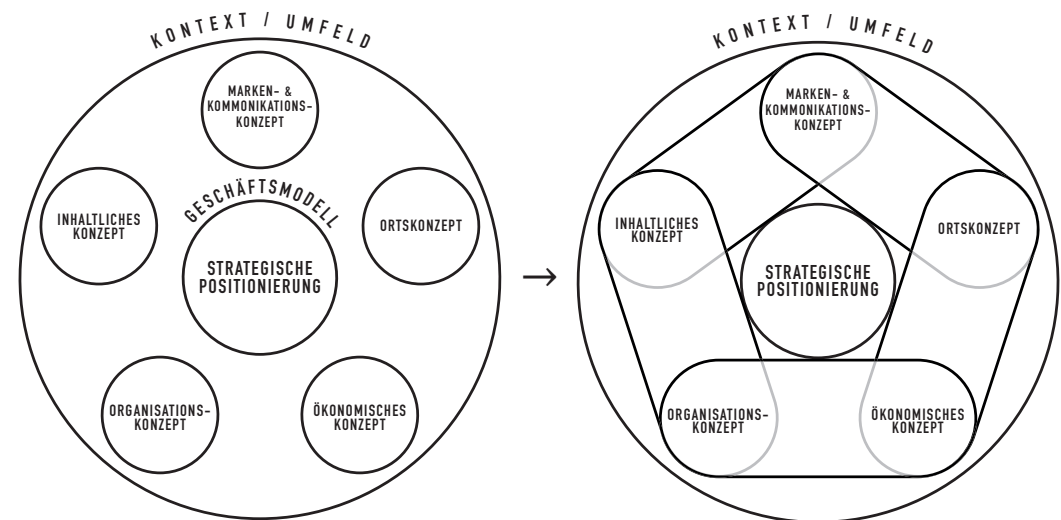 KONTEXT / UMFELD
MARKEN- &
KOMMONIKATIONS-
KONZEPT
GESCHÄFTSMODELL
INHALTLICHES
KONZEPT
ORTSKONZEPT
STRATEGISCHE
POSITIONIERUNG
ORGANISATIONS-
KONZEPT
ÖKONOMISCHES
KONZEPT
→
KONTEXT / UMFELD
MARKEN- &
KOMMONIKATIONS-
KONZEPT
INHALTLICHES
KONZEPT
ORTSKONZEPT
STRATEGISCHE
POSITIONIERUNG
ORGANISATIONS-
KONZEPT
ÖKONOMISCHES
KONZEPT